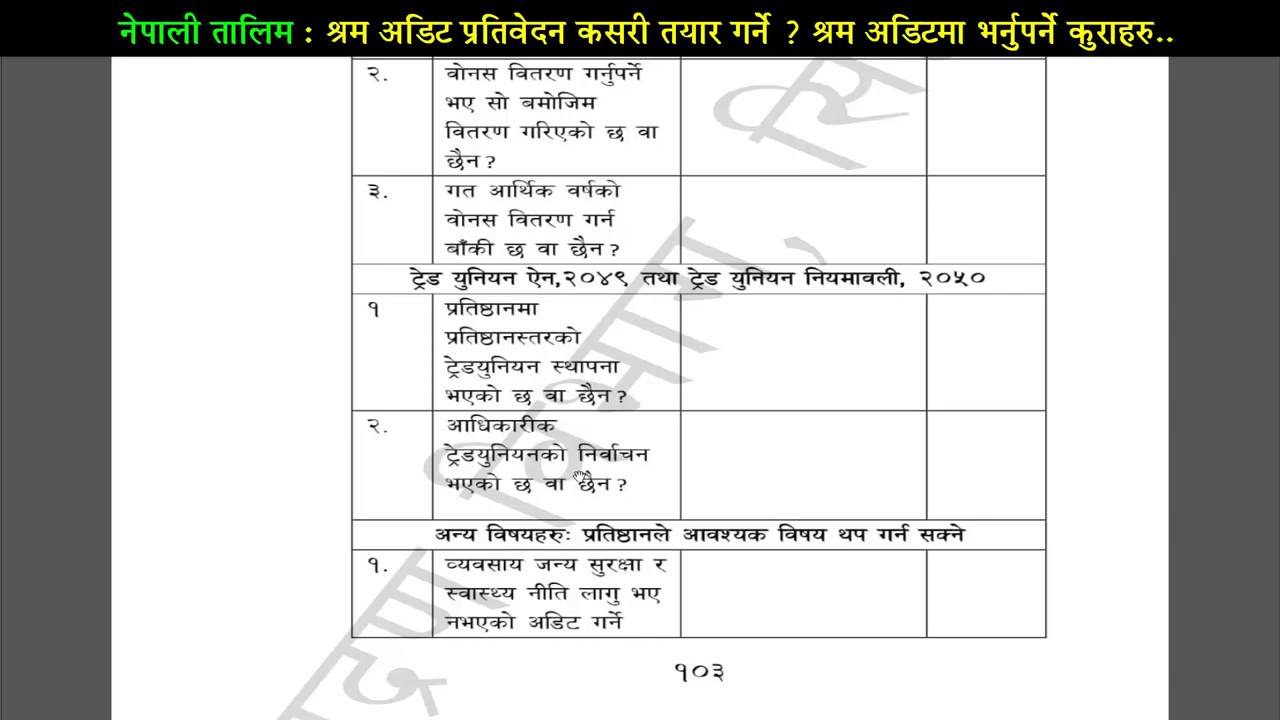 नेपाली तालिम : श्रम अडिट प्रतिवेदन कसरी तयार गर्ने ? श्रम अडिटमा भर्नुपर्ने कुराहरु..
२. वोनस वितरण गर्नुपर्ने
भए सो बमोजिम
वितरण गरिएको छ वा
छैन?
३. गत आर्थिक वर्षको
वोनस वितरण गर्न
बाँकी छ वा छैन?
ट्रेड युनियन ऐन,२०४९ तथा ट्रेड युनियन नियमावली, २०५०
१ प्रतिष्ठानमा
प्रतिष्ठानस्तरको
ट्रेडयुनियन स्थापना
भएको छ वा छैन?
२. आधिकारीक
ट्रेडयुनियनको निर्वाचन
भएको छ वा छैन?
अन्य विषयहरुः प्रतिष्ठानले आवश्यक विषय थप गर्न सक्ने
१. व्यवसाय जन्य सुरक्षा र
स्वास्थ्य नीति लागु भए
नभएको अडिट गर्ने
१०३